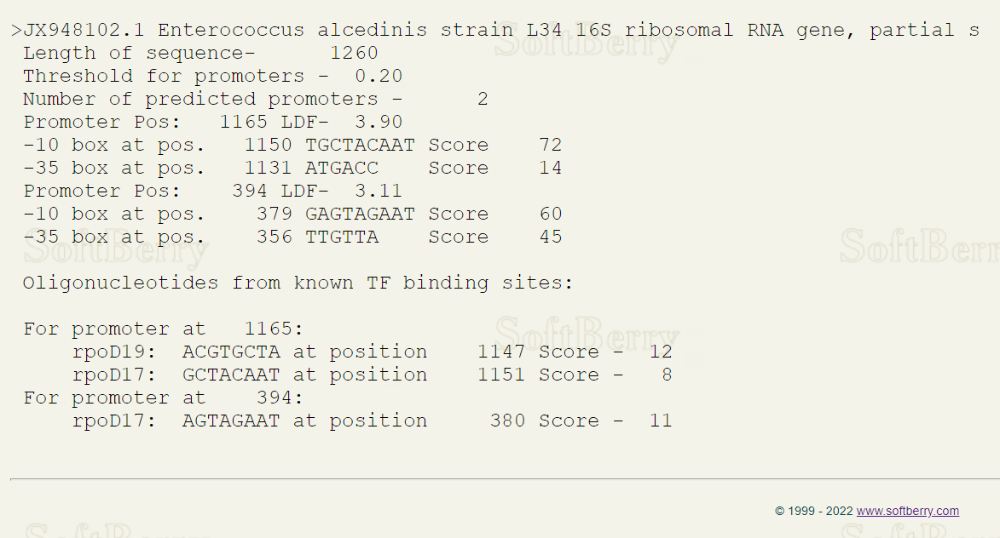 >JX948102.1 Enterococcus alcedinis strain L34 16S ribosomal RNA gene, partial s
Length of sequence-      1260
Threshold for promoters -  0.20
Number of predicted promoters -      2
Promoter Pos:   1165 LDF-  3.90
-10 box at pos.   1150 TGCTACAAT Score    72
-35 box at pos.   1131 ATGACC    Score    14
Promoter Pos:    394 LDF-  3.11
-10 box at pos.    379 GAGTAGAAT Score    60
-35 box at pos.    356 TTGTTA    Score    45
Oligonucleotides from known TF binding sites:
For promoter at   1165:
rpoD19:  ACGTGCTA at position    1147 Score -  12
rpoD17:  GCTACAAT at position    1151 Score -   8
For promoter at    394:
rpoD17:  AGTAGAAT at position     380 Score -  11
© 1999 - 2022 www.softberry.com
SoftBerry
SoftBerry
SoftBerr
SoftBerry